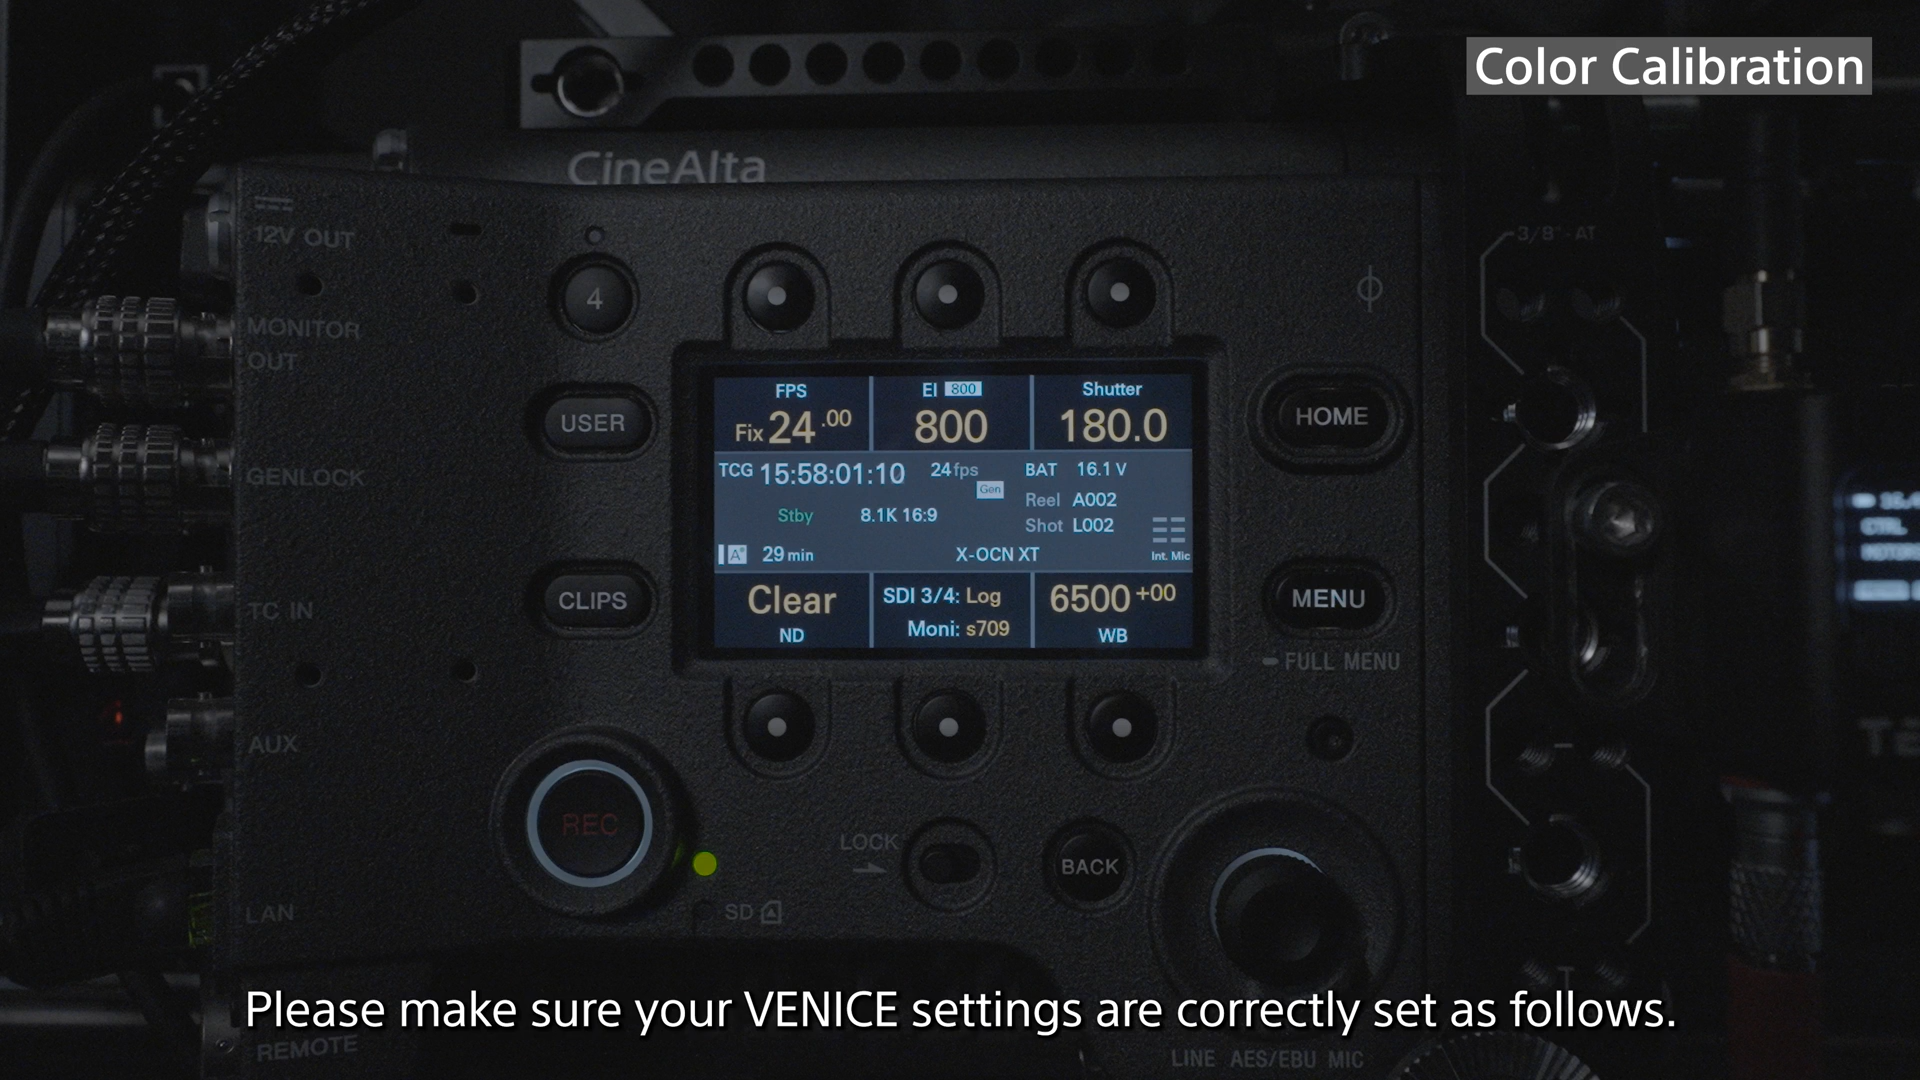 Color Calibration
CineAlta
12V OUT
3/8"-AT
4
MONITOR
OUT
FPS
EI 800
Shutter
Fix 24.00
800
180.0
USER
HOME
TCG 15:58:01:10
24fps
BAT 16.1 V
Gen
Reel A002
GENLOCK
Stby
8.1K 16:9
Shot L002
A
29 min
X-OCN XT
Int. Mic
CLIPS
Clear
SDI 3/4: Log
6500 +00
MENU
TC IN
ND
Moni: s709
WB
FULL MENU
AUX
REC
LOCK
BACK
LAN
SD
Please make sure your VENICE settings are correctly set as follows.
REMOTE
LINE AES/EBU MIC